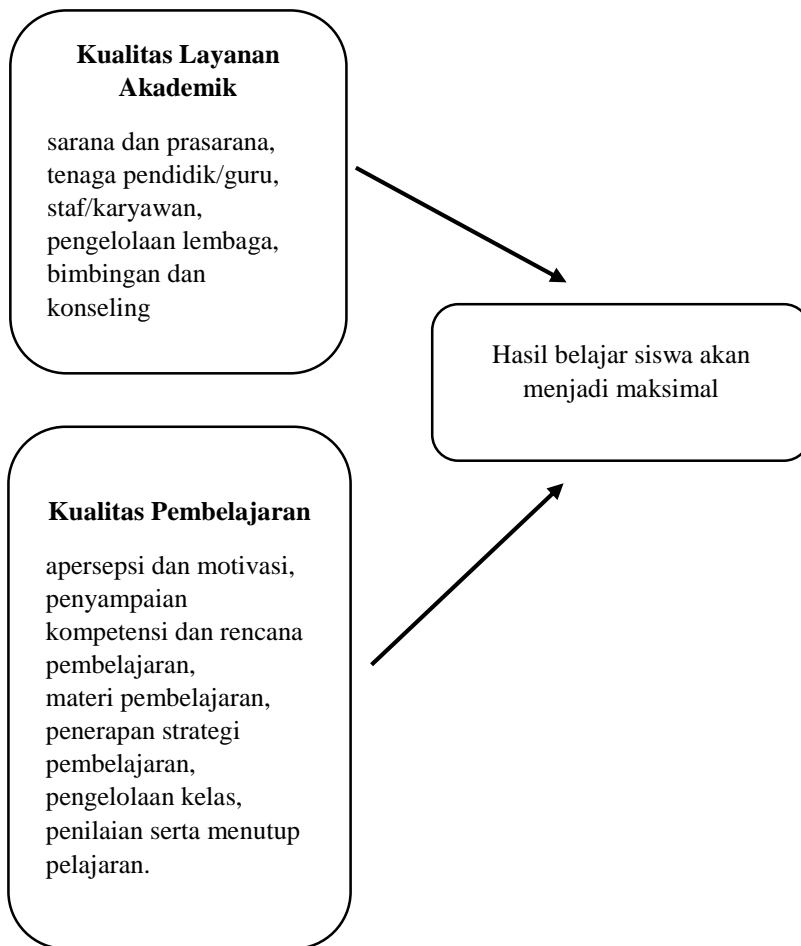 Kualitas Layanan
Akademik
sarana dan prasarana,
tenaga pendidik/guru,
staf/karyawan,
pengelolaan lembaga,
bimbingan dan
konseling
Hasil belajar siswa akan
menjadi maksimal
Kualitas Pembelajaran
apersepsi dan motivasi,
penyampaian
kompetensi dan rencana
pembelajaran,
materi pembelajaran,
penerapan strategi
pembelajaran,
pengelolaan kelas,
penilaian serta menutup
pelajaran.